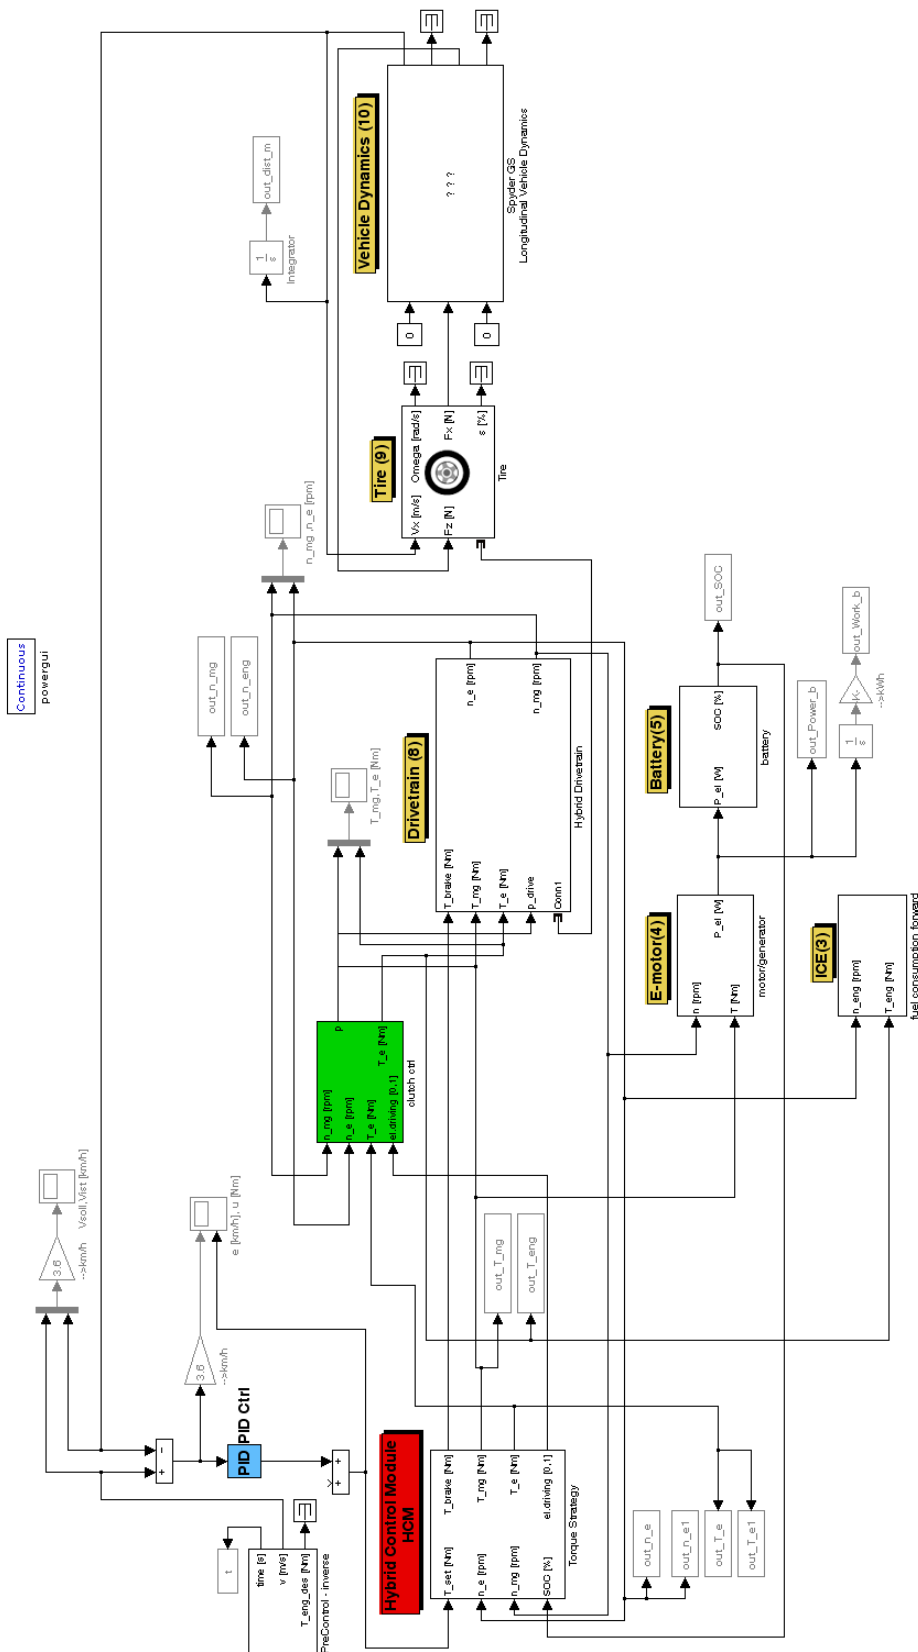 Continuous
powergui
time [s]
v [m/s]
T_eng_des [Nm]
PreControl - inverse
t
+
-
PID
PID Ctrl
+
+
3.6
-->km/h
Vsoll,Vist [km/h]
3.6
-->km/h
e [km/h], u [Nm]
Hybrid Control Module
HCM
T_set [Nm]
n_e [rpm]
n_mg [rpm]
SOC [%]
T_brake [Nm]
T_mg [Nm]
T_e [Nm]
el.driving [0,1]
Torque Strategy
out_n_e
out_n_e1
out_T_e
out_T_e1
out_T_mg
out_T_eng
n_mg [rpm]
n_e [rpm]
T_e [Nm]
el.driving [0,1]
p
T_e [Nm]
clutch ctrl
out_n_mg
out_n_eng
T_mg,T_e [Nm]
n_mg ,n_e [rpm]
Drivetrain (8)
T_brake [Nm]
T_mg [Nm]
T_e [Nm]
p_drive
Conn1
n_e [rpm]
n_mg [rpm]
Hybrid Drivetrain
E-motor(4)
n [rpm]
T [Nm]
P_el [W]
motor/generator
ICE(3)
n_eng [rpm]
T_eng [Nm]
fuel consumption forward
Battery(5)
P_el [W]
SOC [%]
battery
out_SOC
out_Power_b
1
s
K-
-->kWh
out_Work_b
Tire (9)
Vx [m/s]
Fz [N]
Omega [rad/s]
Fx [N]
s [%]
Tire
1
s
Integrator
out_dist_m
0
0
Vehicle Dynamics (10)
? ? ?
Spyder GS
Longitudinal Vehicle Dynamics